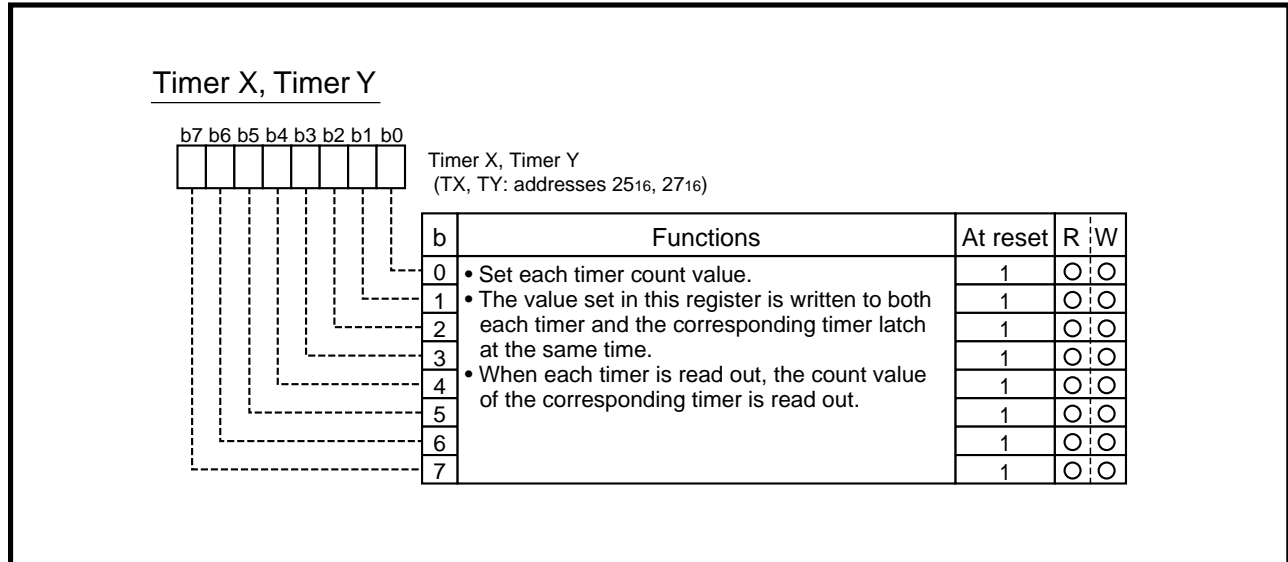 Timer X, Timer Y
b7 b6 b5 b4 b3 b2 b1 b0
Timer X, Timer Y
(TX, TY: addresses 2516, 2716)
b Functions At reset R W
0 • Set each timer count value. 1 O O
1 • The value set in this register is written to both 1 O O
2 each timer and the corresponding timer latch 1 O O
3 at the same time. 1 O O
4 • When each timer is read out, the count value 1 O O
5 of the corresponding timer is read out. 1 O O
6 1 O O
7 1 O O